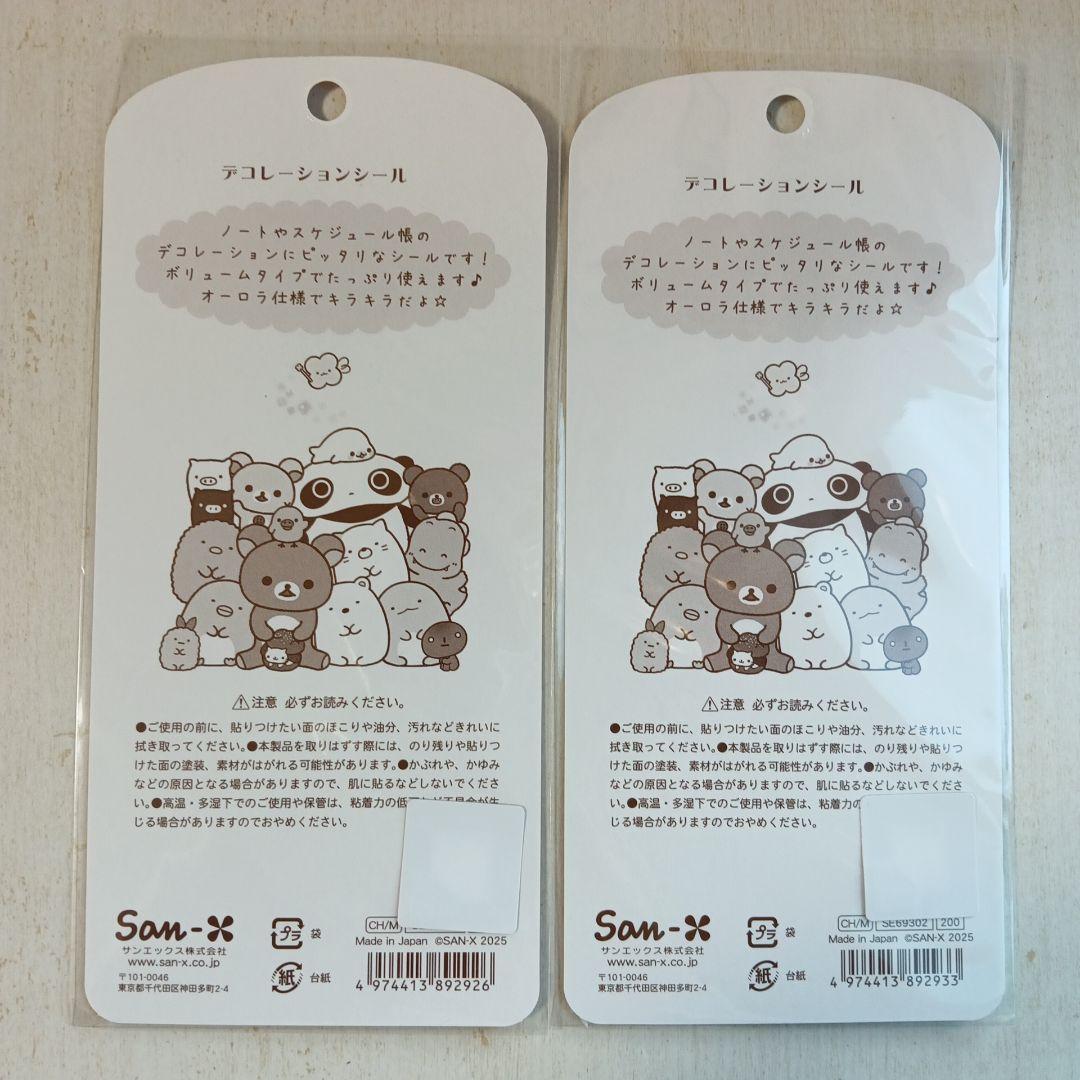 デコレーションシール
ノートやスケジュール帳の
デコレーションにピッタリなシールです!
ボリュームタイプでたっぷり使えます♪
オーロラ仕様でキラキラだよ☆
⚠注意 必ずお読みください。
●ご使用の前に、貼りつけたい面のほこりや油分、汚れなどきれいに
拭き取ってください。●本製品を取りはずす際には、のり残りや貼りつ
けた面の塗装、素材がはがれる可能性があります。●かぶれや、かゆみ
などの原因となる場合がありますので、肌に貼るなどしないでくださ
い。●高温・多湿下でのご使用や保管は、粘着力の
じる場合がありますのでおやめください。
San-X
サンエックス株式会社
www.san-x.co.jp
〒101-0046
東京都千代田区神田多町2-4
プラ 袋
紙 台紙
CH/M
Made in Japan ©SAN-X 2025
4 974413 892926
デコレーションシール
ノートやスケジュール帳の
デコレーションにピッタリなシールです!
ボリュームタイプでたっぷり使えます♪
オーロラ仕様でキラキラだよ☆
⚠注意 必ずお読みください。
●ご使用の前に、貼りつけたい面のほこりや油分、汚れなどきれいに
拭き取ってください。●本製品を取りはずす際には、のり残りや貼りつ
けた面の塗装、素材がはがれる可能性があります。●かぶれや、かゆみ
などの原因となる場合がありますので、肌に貼るなどしないでくださ
い。●高温・多湿下でのご使用や保管は、粘着力の
じる場合がありますのでおやめください。
San-X
サンエックス株式会社
www.san-x.co.jp
〒101-0046
東京都千代田区神田多町2-4
プラ 袋
紙 台紙
CH/M SE69302 200
Made in Japan ©SAN-X 2025
4 974413 892933